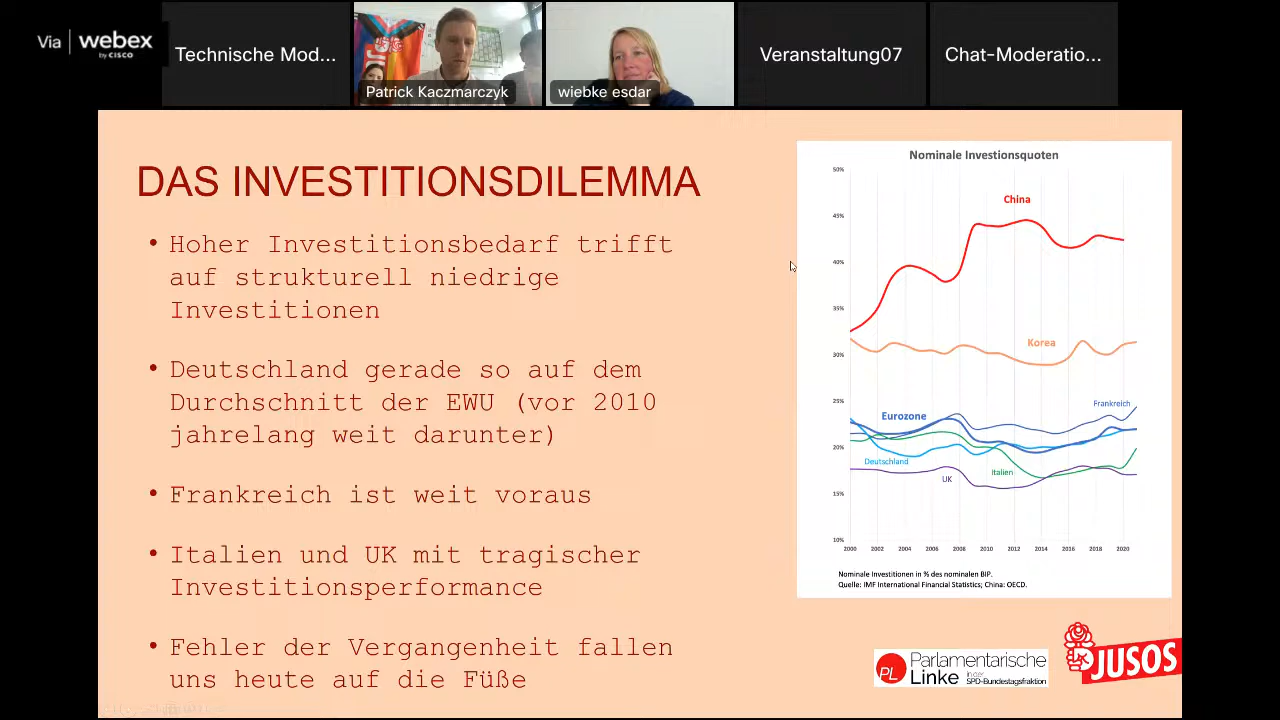 Via webex
by CISCO
Technische Mod...
Patrick Kaczmarczyk
wiebke esdar
Veranstaltung07
Chat-Moderatio...
DAS INVESTITIONSDILEMMA
• Hoher Investitionsbedarf trifft
auf strukturell niedrige
Investitionen
• Deutschland gerade so auf dem
Durchschnitt der EWU (vor 2010
jahrelang weit darunter)
• Frankreich ist weit voraus
• Italien und UK mit tragischer
Investitionsperformance
• Fehler der Vergangenheit fallen
uns heute auf die Füße
Nominale Investionsquoten
50%
45%
40%
35%
30%
25%
20%
15%
10%
China
Korea
Frankreich
Eurozone
Deutschland
Italien
UK
2000 2002 2004 2006 2008 2010 2012 2014 2016 2018 2020
Nominale Investitionen in % des nominalen BIP.
Quelle: IMF International Financial Statistics; China: OECD.
PL
Parlamentarische
Linke in der
SPD-Bundestagsfraktion
JUSOS